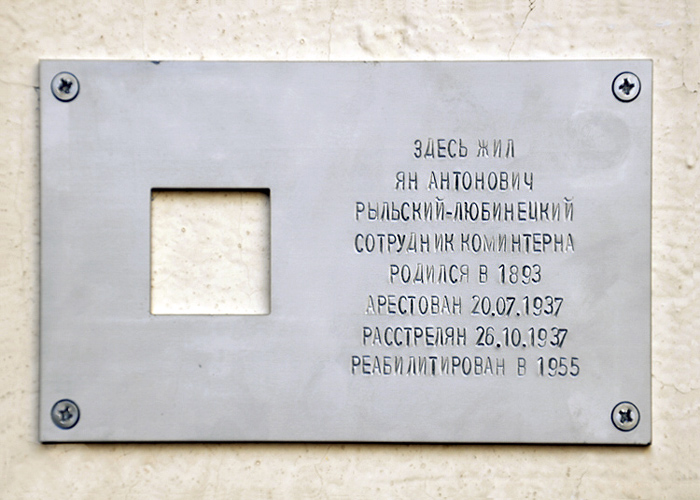 ЗДЕСЬ ЖИЛ
ЯН АНТОНОВИЧ
РЫЛЬСКИЙ-ЛЮБИНЕЦКИЙ
СОТРУДНИК КОМИНТЕРНА
РОДИЛСЯ В 1893
АРЕСТОВАН 20.07.1937
РАССТРЕЛЯН 26.10.1937
РЕАБИЛИТИРОВАН В 1955